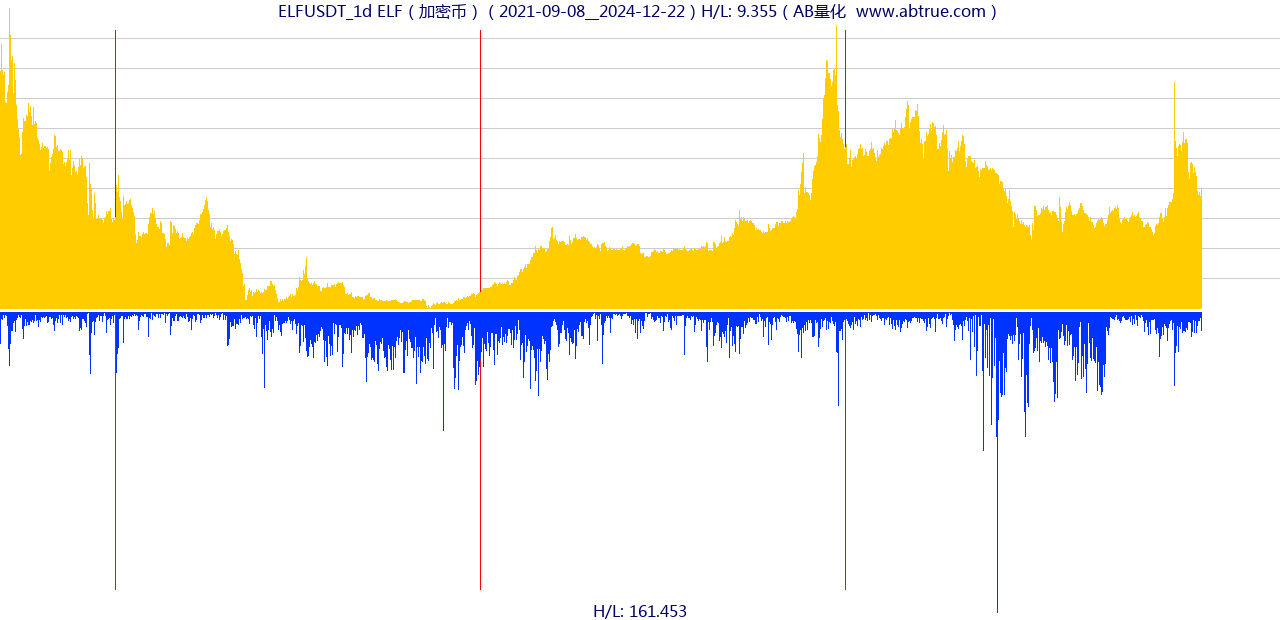 ELFUSDT_1d ELF（加密币）（2021-09-08__2024-12-22）H/L: 9.355（AB量化  www.abtrue.com）
H/L: 161.453